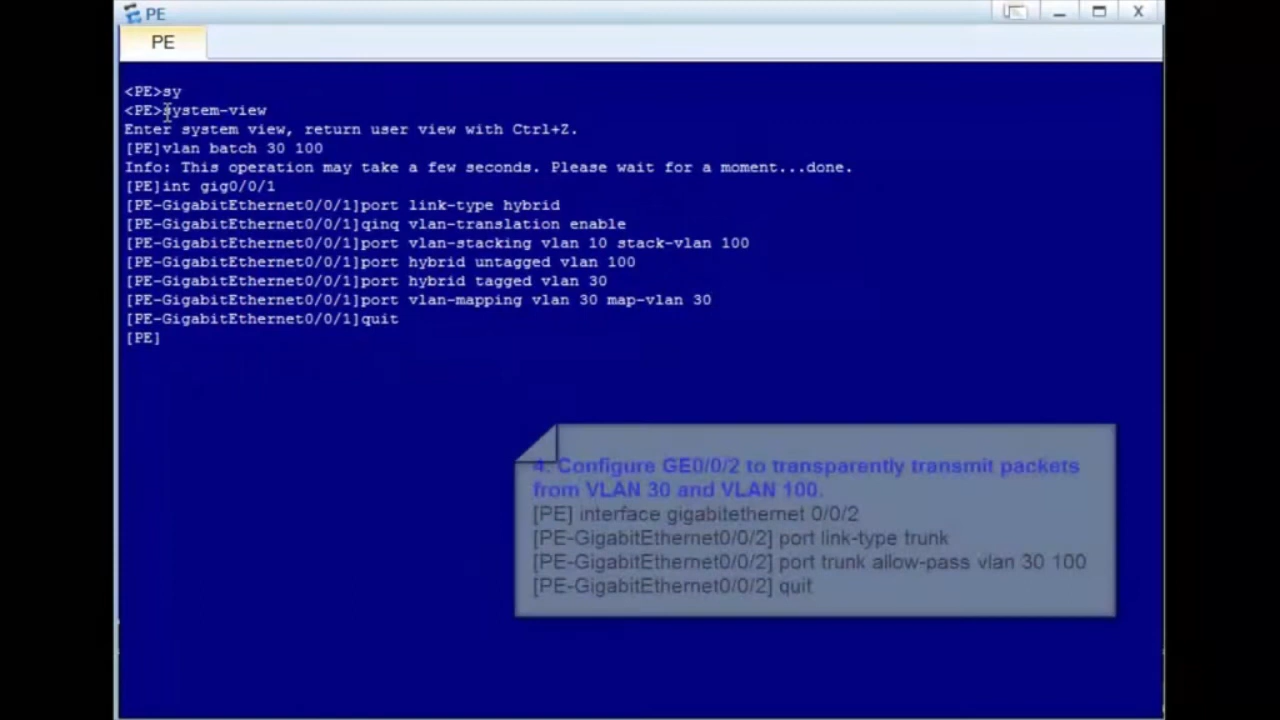 PE
PE
<PE>sy
<PE>system-view
Enter system view, return user view with Ctrl+Z.
[PE]vlan batch 30 100
Info: This operation may take a few seconds. Please wait for a moment...done.
[PE]int gig0/0/1
[PE-GigabitEthernet0/0/1]port link-type hybrid
[PE-GigabitEthernet0/0/1]qinq vlan-translation enable
[PE-GigabitEthernet0/0/1]port vlan-stacking vlan 10 stack-vlan 100
[PE-GigabitEthernet0/0/1]port hybrid untagged vlan 100
[PE-GigabitEthernet0/0/1]port hybrid tagged vlan 30
[PE-GigabitEthernet0/0/1]port vlan-mapping vlan 30 map-vlan 30
[PE-GigabitEthernet0/0/1]quit
[PE]
4. Configure GE0/0/2 to transparently transmit packets
from VLAN 30 and VLAN 100.
[PE] interface gigabitethernet 0/0/2
[PE-GigabitEthernet0/0/2] port link-type trunk
[PE-GigabitEthernet0/0/2] port trunk allow-pass vlan 30 100
[PE-GigabitEthernet0/0/2] quit